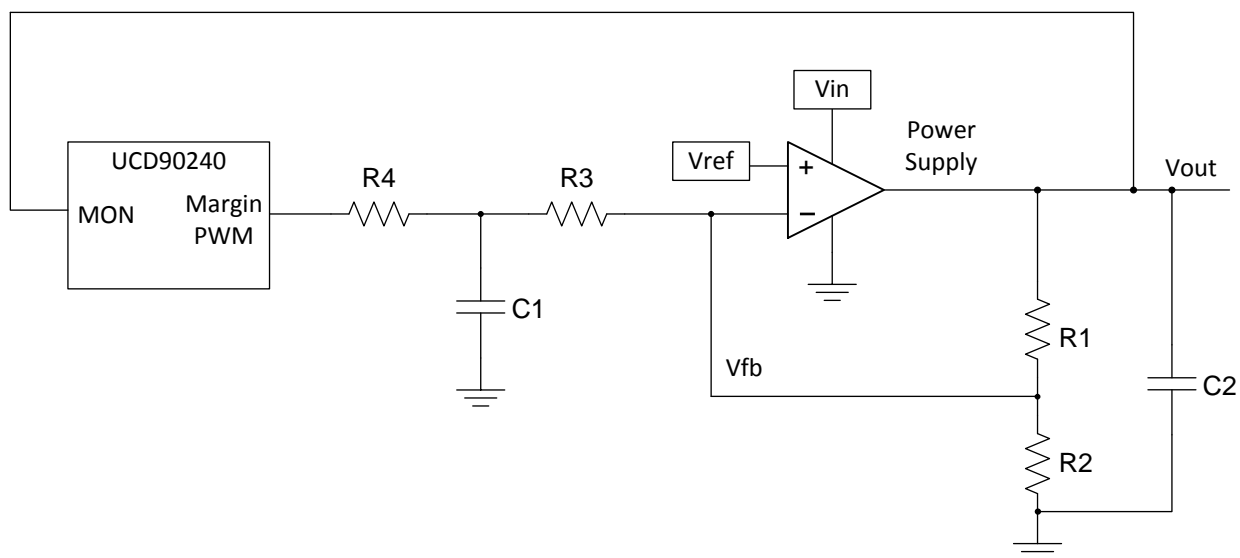 UCD90240
MON
Margin
PWM
R4
C1
R3
Vref
Vin
+
−
Power
Supply
Vout
Vfb
R1
R2
C2